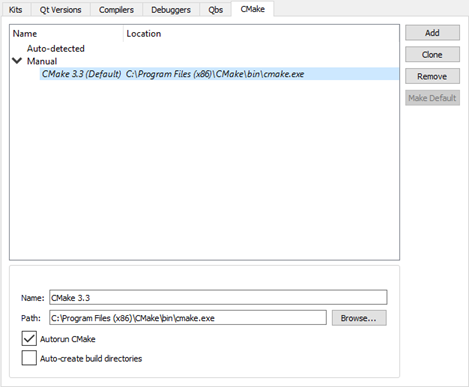 Kits Qt Versions Compilers Debuggers Qbs CMake
Name Location
Auto-detected
Manual
CMake 3.3 (Default) C:\Program Files (x86)\CMake\bin\cmake.exe
Add
Clone
Remove
Make Default
Name: CMake 3.3
Path: C:\Program Files (x86)\CMake\bin\cmake.exe Browse...
Autorun CMake
Auto-create build directories